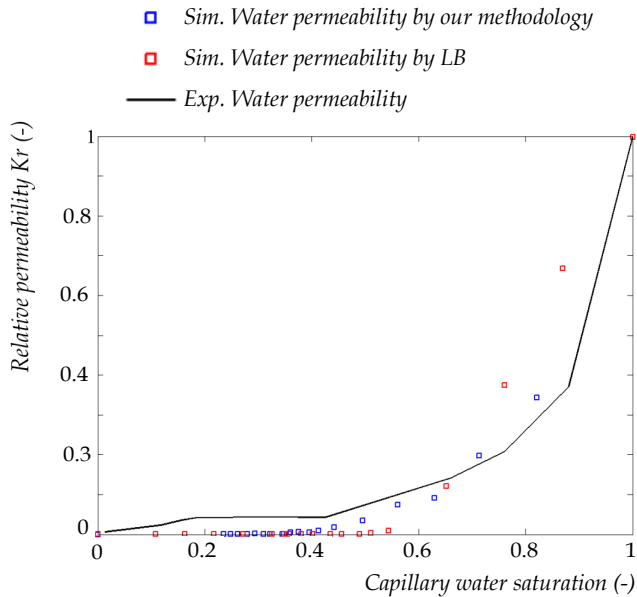 Sim. Water permeability by our methodology
Sim. Water permeability by LB
Exp. Water permeability
Relative permeability Kr (-)
1
0.8
0.6
0.4
0.3
0
0 0.2 0.4 0.6 0.8 1
Capillary water saturation (-)